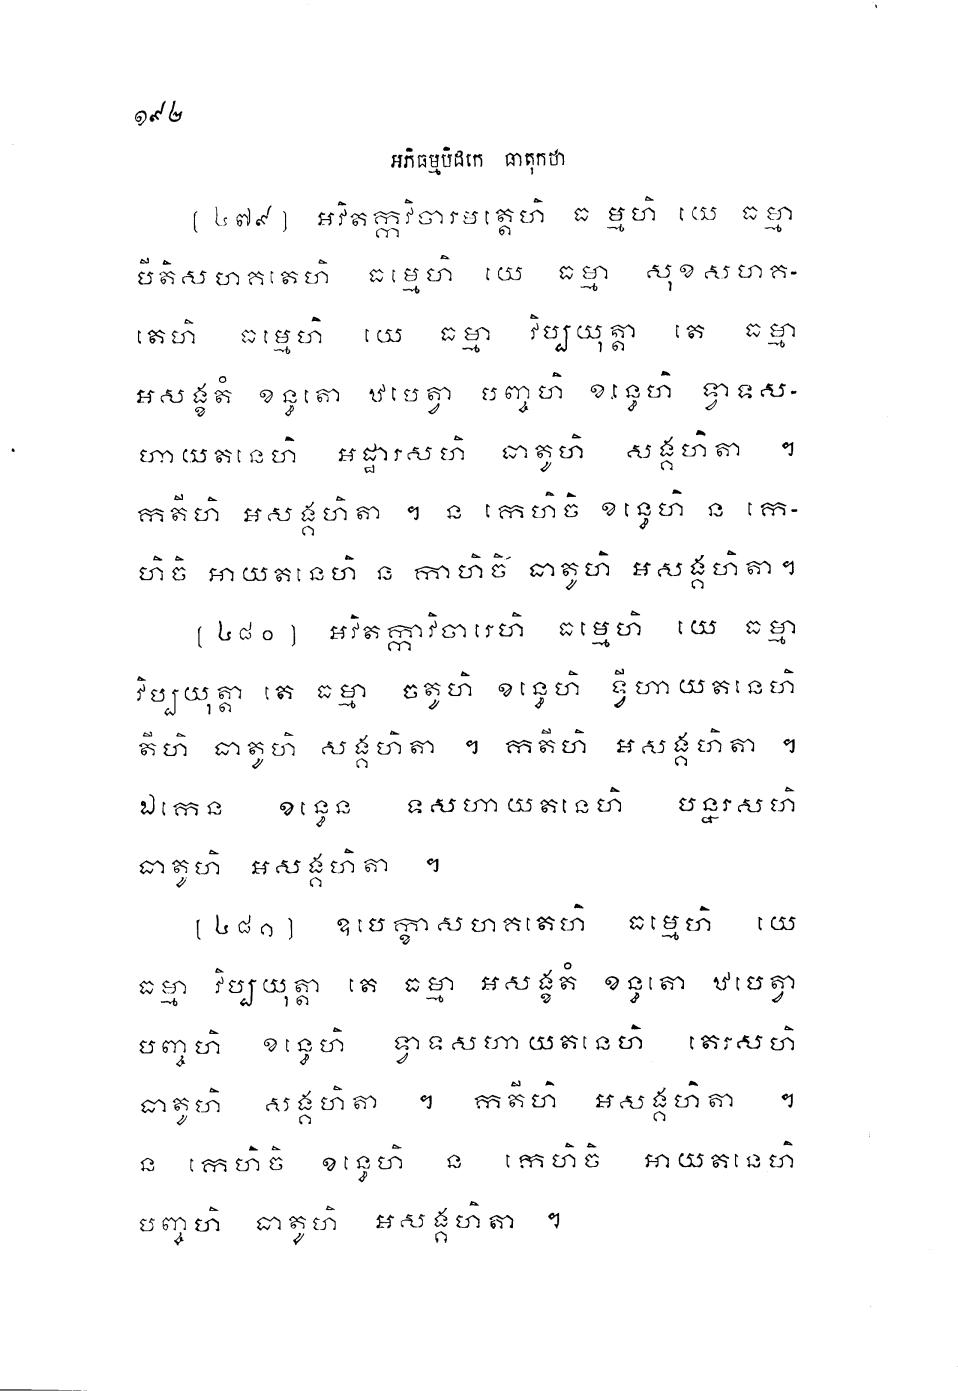 ១៩២
អភិធម្មបិដកេ ធាតុកថា
[៤៧៩] អវិតក្កវិចារមត្តេហិ ធម្មេហិ យេ ធម្មា
បីតិសហគតេហិ ធម្មេហិ យេ ធម្មា សុខសហគ-
តេហិ ធម្មេហិ យេ ធម្មា វិប្បយុត្តា តេ ធម្មា
អសង្ខតំ ខន្ធតោ ឋបេត្វា បញ្ចហិ ខន្ធេហិ ទ្វាទស-
ហាយតនេហិ អដ្ឋារសហិ ធាតូហិ សង្គហិតា ។
កតីហិ អសង្គហិតា ។ ន កេហិចិ ខន្ធេហិ ន កេ-
ហិចិ អាយតនេហិ ន កាហិចិ ធាតូហិ អសង្គហិតា។
[៤៨០] អវិតក្កាវិចារេហិ ធម្មេហិ យេ ធម្មា
វិប្បយុត្តា តេ ធម្មា ចតូហិ ខន្ធេហិ ទ្វីហាយតនេហិ
តីហិ ធាតូហិ សង្គហិតា ។ កតីហិ អសង្គហិតា ។
ឯកេន ខន្ធេន ទសហាយតនេហិ បន្នរសហិ
ធាតូហិ អសង្គហិតា ។
[៤៨១] ឧបេក្ខាសហគតេហិ ធម្មេហិ យេ
ធម្មា វិប្បយុត្តា តេ ធម្មា អសង្ខតំ ខន្ធតោ ឋបេត្វា
បញ្ចហិ ខន្ធេហិ ទ្វាទសហាយតនេហិ តេរសហិ
ធាតូហិ សង្គហិតា ។ កតីហិ អសង្គហិតា ។
ន កេហិចិ ខន្ធេហិ ន កេហិចិ អាយតនេហិ
បញ្ចហិ ធាតូហិ អសង្គហិតា ។